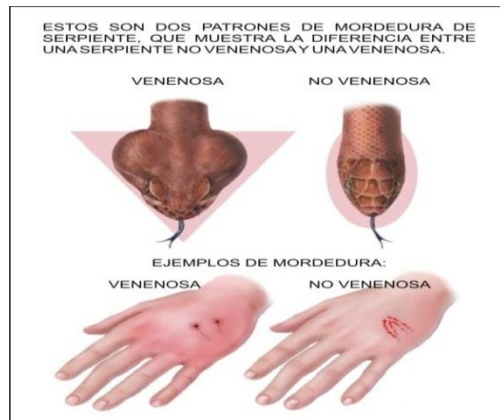 ESTOS SON DOS PATRONES DE MORDEDURA DE
SERPIENTE, QUE MUESTRA LA DIFERENCIA ENTRE
UNA SERPIENTE NO VENENOSA Y UNA VENENOSA.
VENENOSA NO VENENOSA
EJEMPLOS DE MORDEDURA:
VENENOSA NO VENENOSA